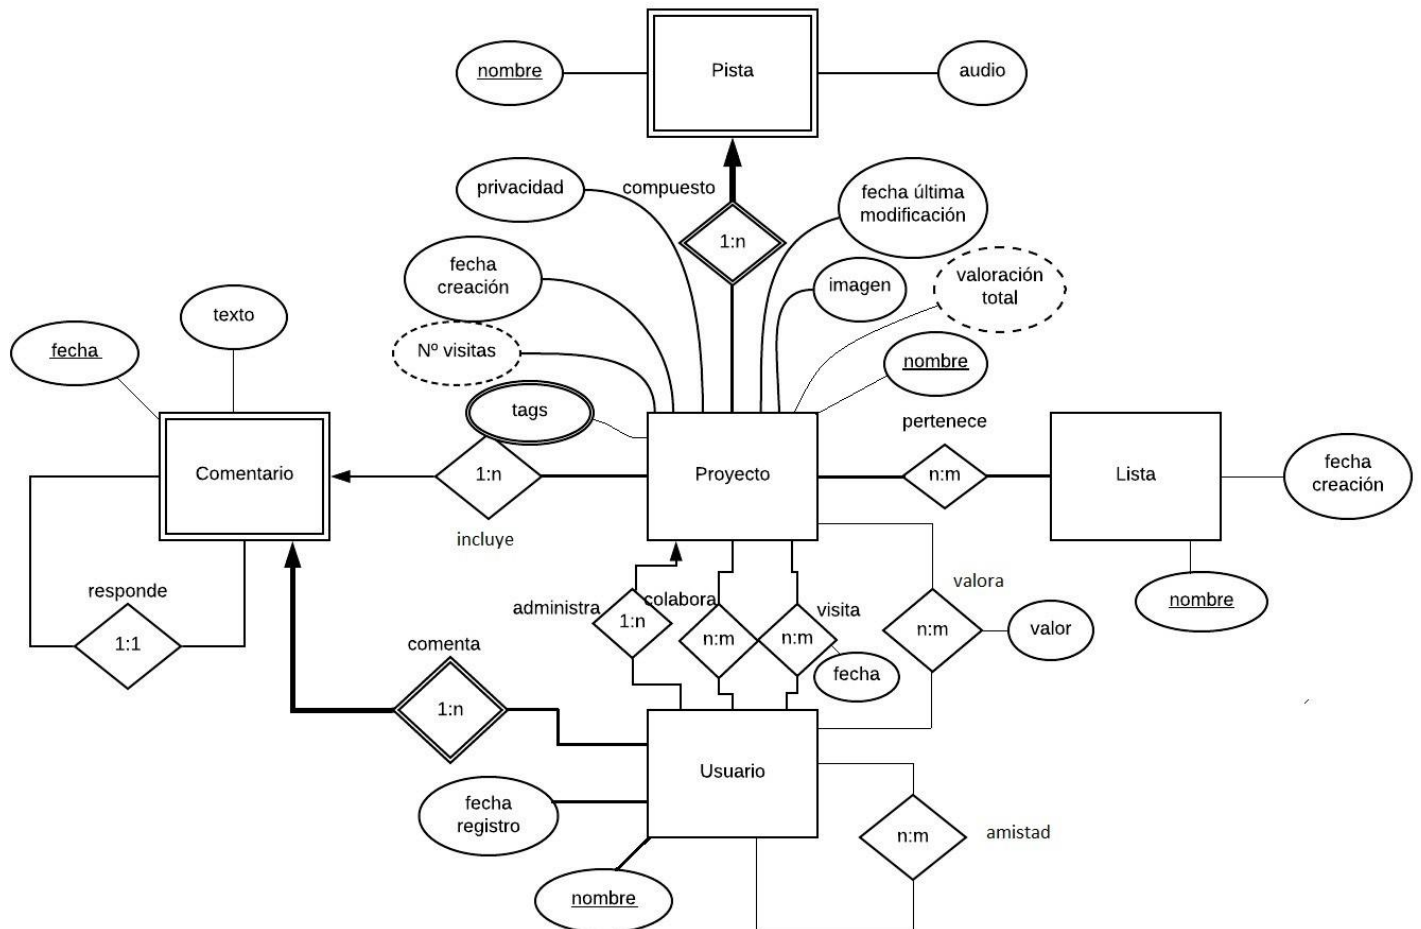 nombre
Pista
audio
privacidad
compuesto
fecha última
modificación
1:n
fecha
creación
imagen
valoración
total
texto
fecha
Nº visitas
nombre
tags
pertenece
Comentario
1:n
Proyecto
n:m
Lista
fecha
creación
incluye
responde
administra
colabora
visita
valora
nombre
1:1
1:n
n:m
n:m
n:m
valor
comenta
fecha
1:n
Usuario
fecha
registro
n:m
amistad
nombre